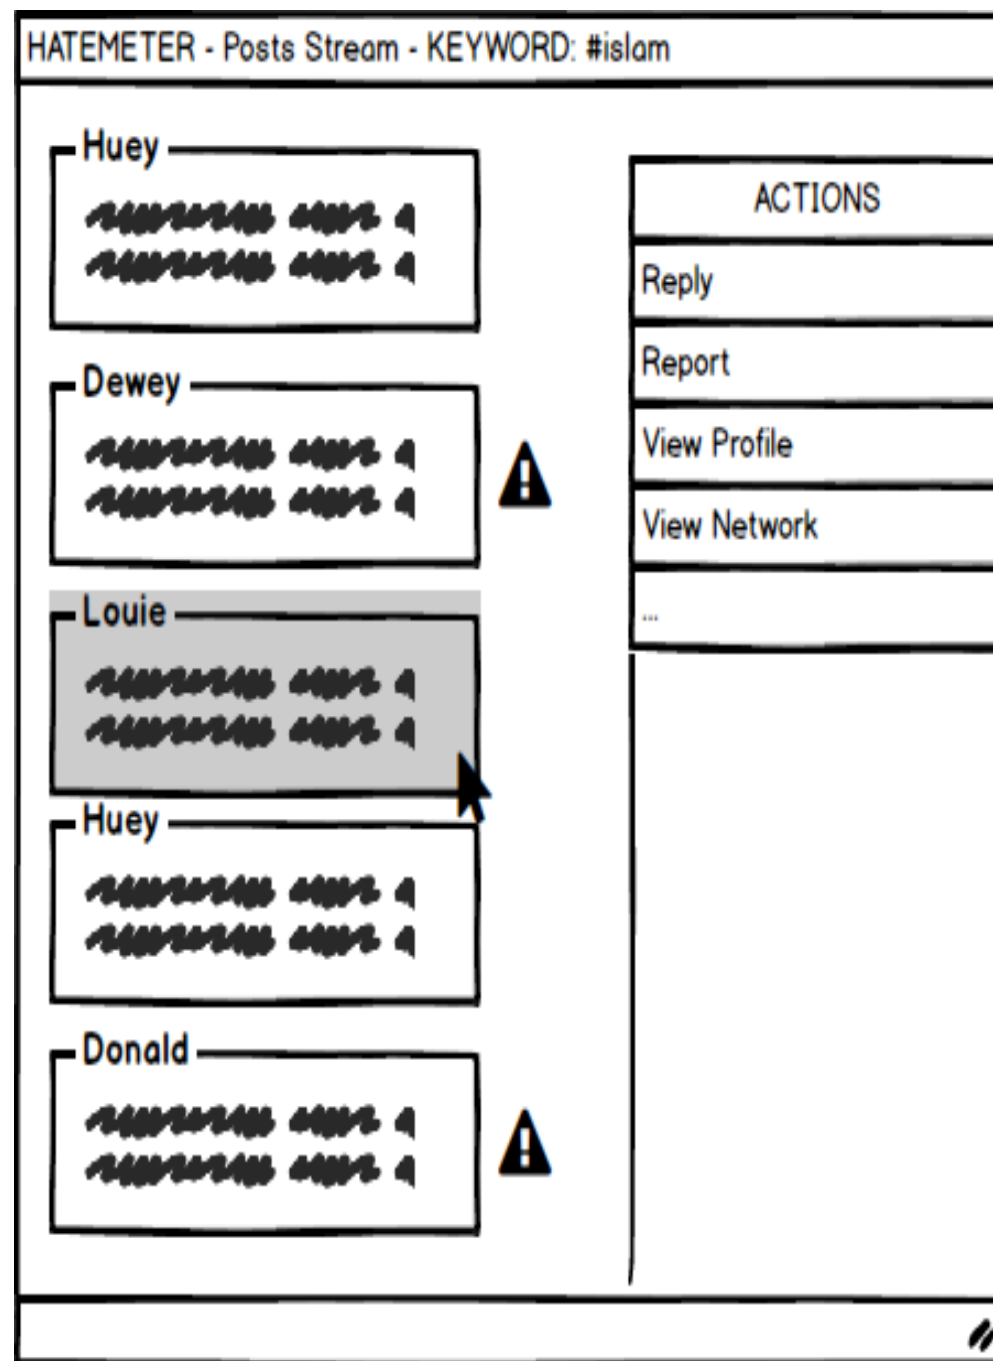 HATEMETER - Posts Stream - KEYWORD: #islam
Huey
Dewey
Louie
Huey
Donald
ACTIONS
Reply
Report
View Profile
View Network
...